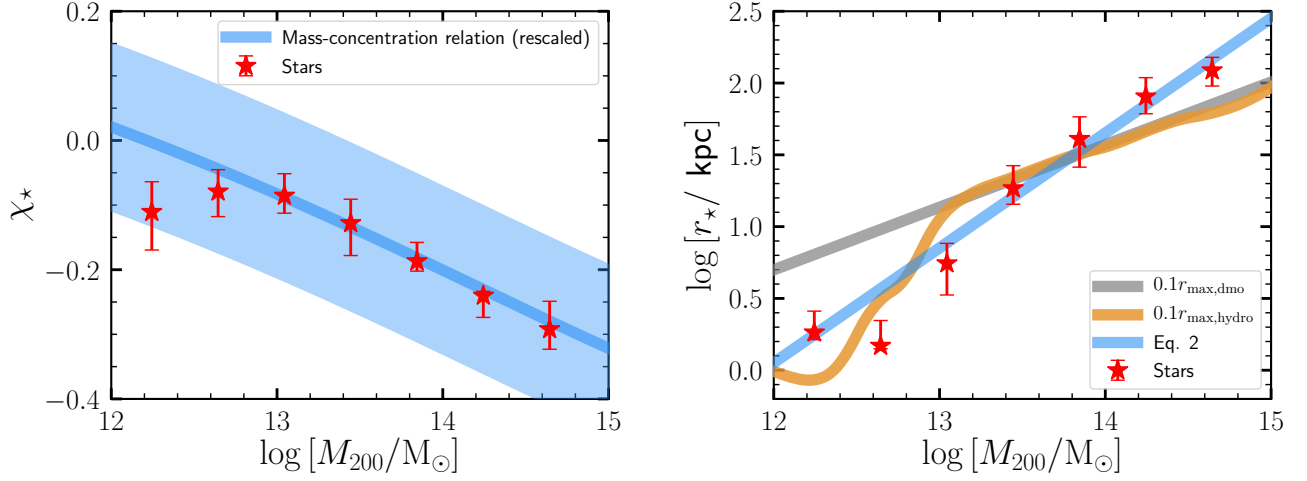 0.2
0.0
−0.2
−0.4
χ⋆
Mass-concentration relation (rescaled)
Stars
12 13 14 15
log [M200/M⊙]
2.5
2.0
1.5
1.0
0.5
0.0
log [r⋆/ kpc]
0.1rmax,dmo
0.1rmax,hydro
Eq. 2
Stars
12 13 14 15
log [M200/M⊙]